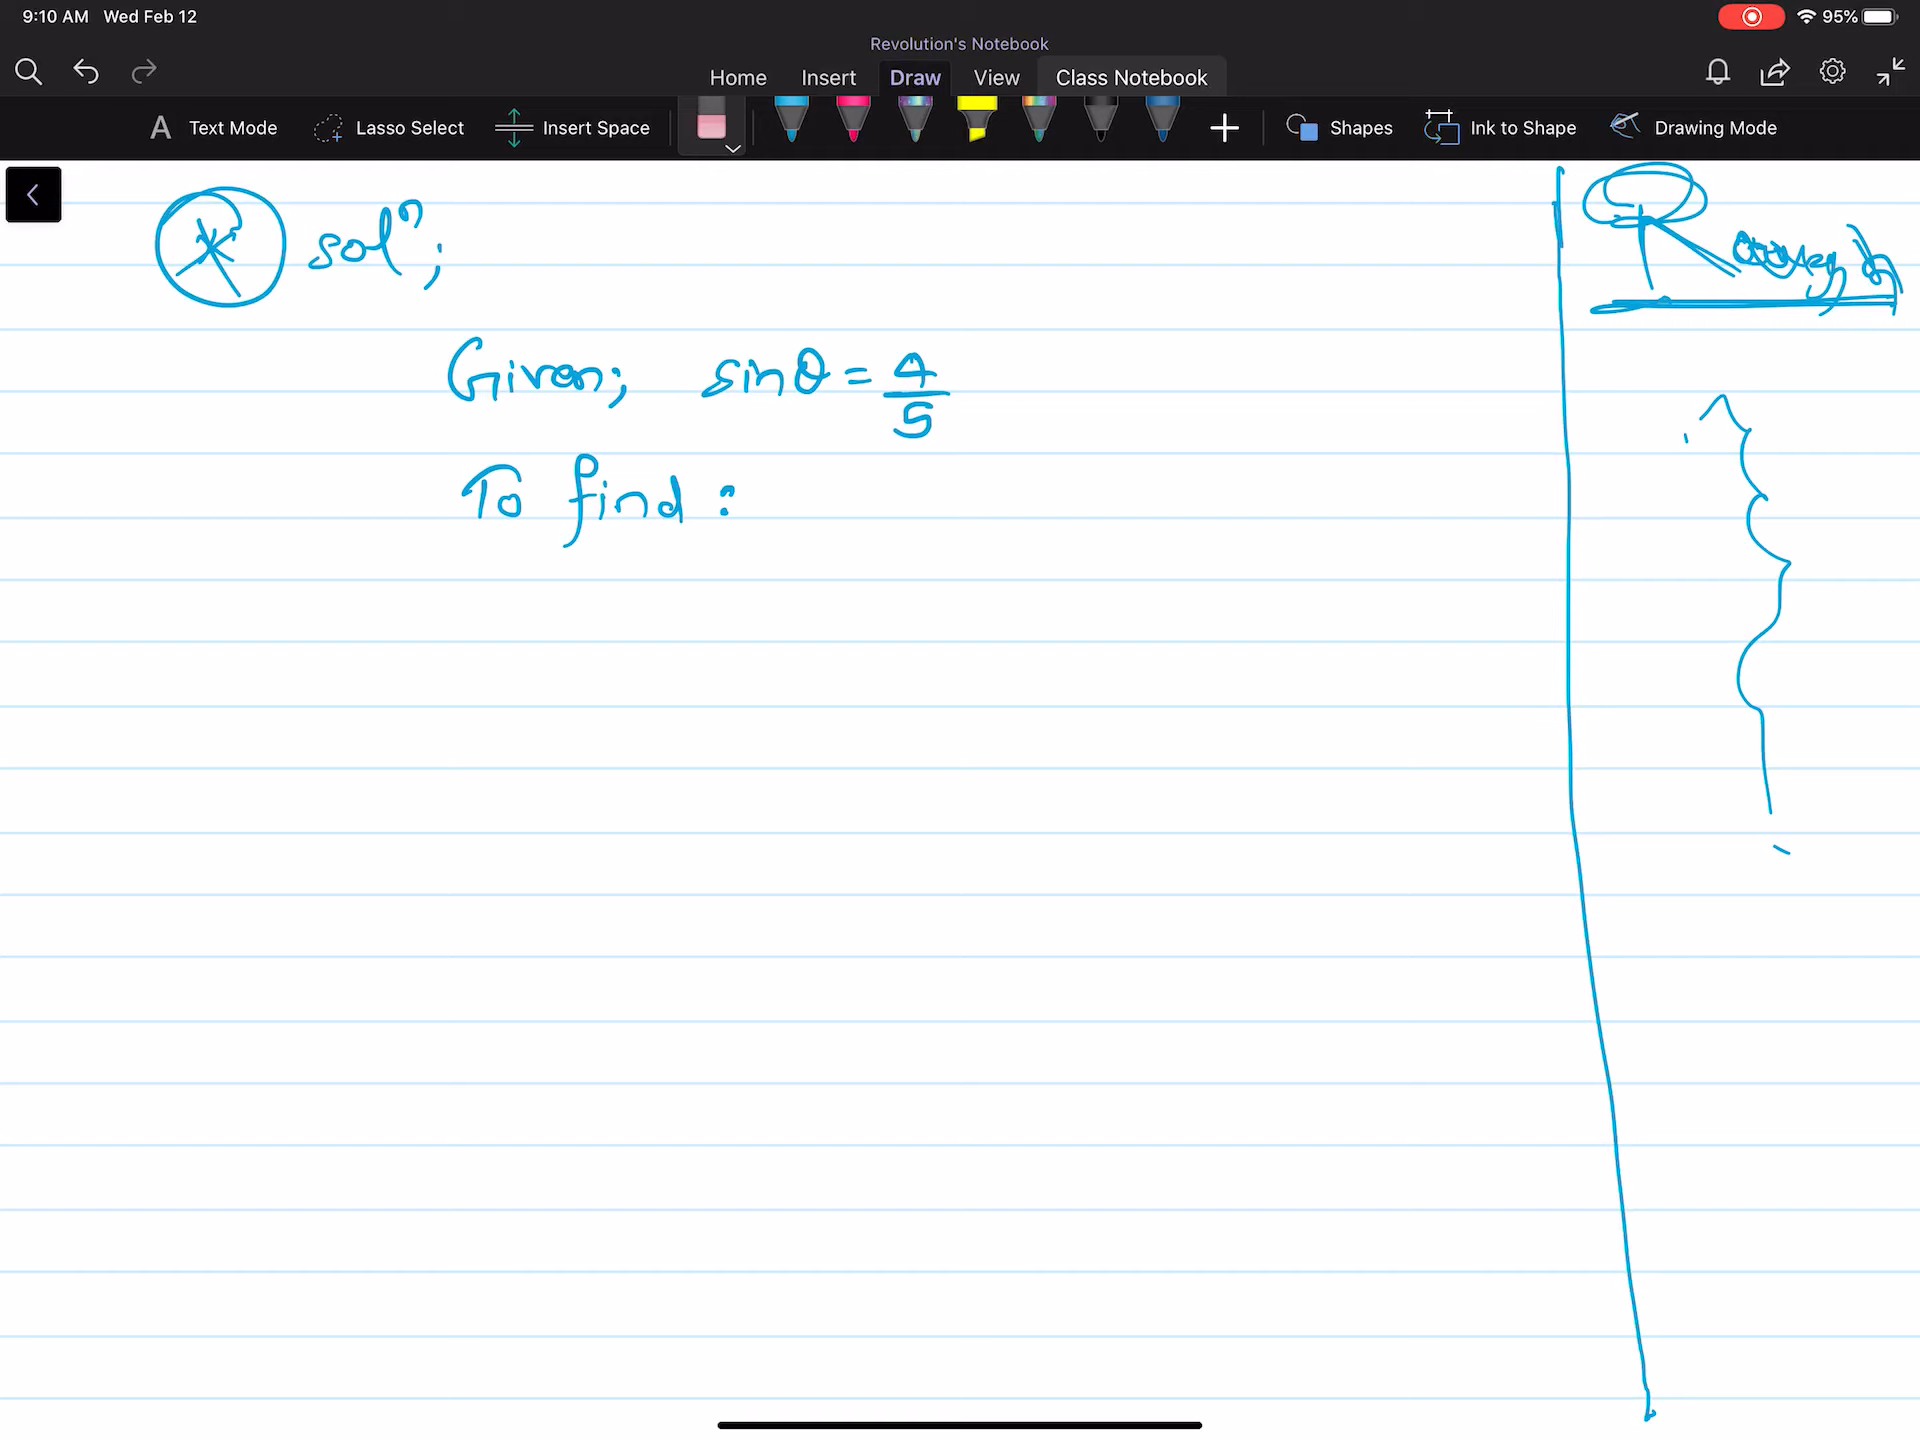 9:10 AM Wed Feb 12
95%
Revolution's Notebook
Home Insert Draw View Class Notebook
A Text Mode Lasso Select Insert Space Shapes Ink to Shape Drawing Mode
solⁿ;
Given; sinθ = 4/5
To find :